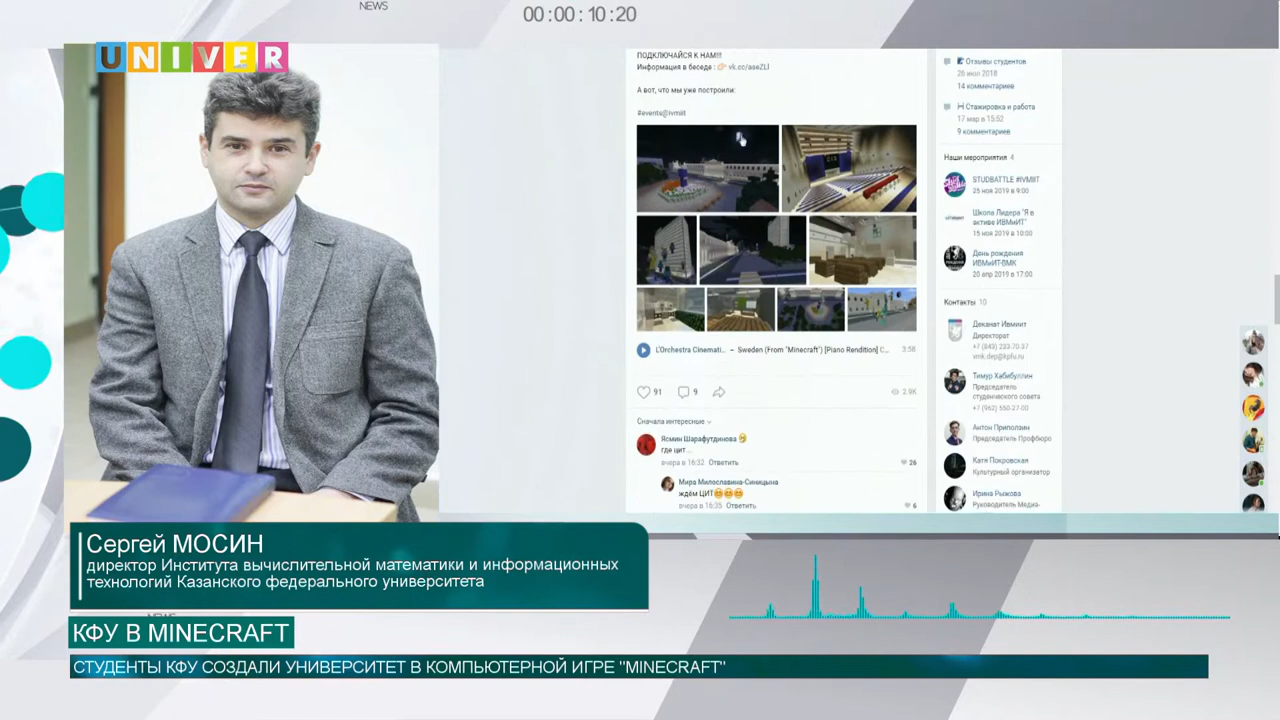 NEWS
00:00:10:20
UNIVER
ПОДКЛЮЧАЙСЯ К НАМ!!!
Информация в беседе : 👉 vk.cc/aseZLI
А вот, что мы уже построили:
#events@ivmiit
L'Orchestra Cinemati... – Sweden (From "Minecraft") [Piano Rendition] C... 3:58
91 9 2.9K
Сначала интересные
Ясмин Шарафутдинова
где цит...
вчера в 16:32 Ответить 26
Мира Милославина-Синицына
ждём ЦИТ😊😊😊
вчера в 16:35 Ответить 6
Отзывы студентов
26 июл 2018
14 комментариев
Стажировка и работа
17 мар в 15:52
9 комментариев
Наши мероприятия 4
STUDBATTLE #IVMIIT
25 ноя 2019 в 9:00
Школа Лидера "Я в
активе ИВМиИТ"
15 ноя 2019 в 10:00
День рождения
ИВМиИТ-ВМК
20 апр 2019 в 17:00
Контакты 10
Деканат Ивмиит
Директорат
+7 (843) 233-70-37
vmk.dep@kpfu.ru
Тимур Хабибуллин
Председатель
студенческого совета
+7 (962) 550-27-00
Антон Приползин
Председатель Профбюро
Катя Покровская
Культурный организатор
Ирина Рыжова
Руководитель Медиа-
Сергей МОСИН
директор Института вычислительной математики и информационных
технологий Казанского федерального университета
КФУ В MINECRAFT
СТУДЕНТЫ КФУ СОЗДАЛИ УНИВЕРСИТЕТ В КОМПЬЮТЕРНОЙ ИГРЕ "MINECRAFT"